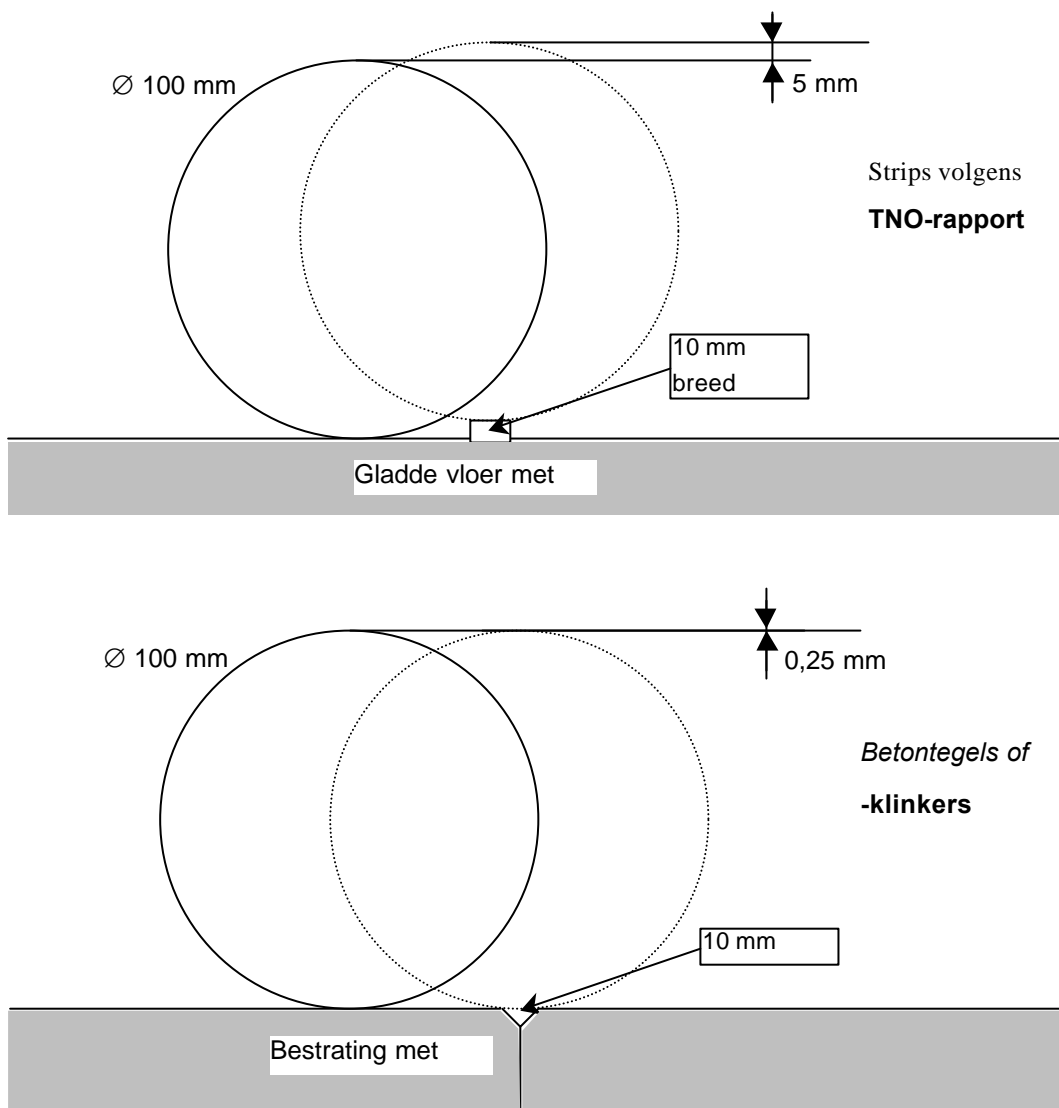 ∅ 100 mm
5 mm
Strips volgens
TNO-rapport
10 mm
breed
Gladde vloer met
∅ 100 mm
0,25 mm
Betontegels of
-klinkers
10 mm
Bestrating met